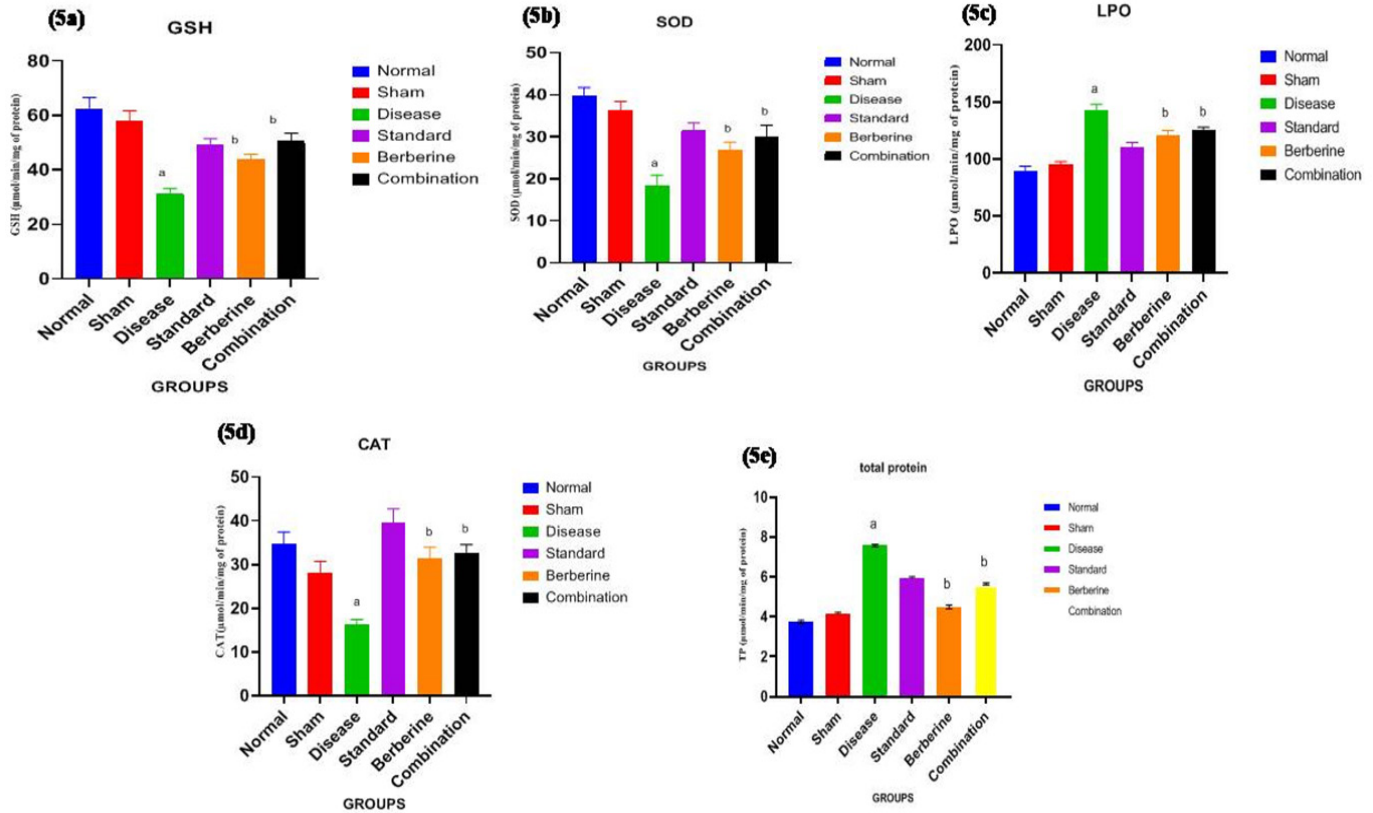 (5a)
GSH
80
60
40
20
0
GSH (µmol/min/mg of protein)
a
b
b
Normal
Sham
Disease
Standard
Berberine
Combination
GROUPS
Normal
Sham
Disease
Standard
Berberine
Combination
(5b)
SOD
50
40
30
20
10
0
SOD (µmol/min/mg of protein)
a
b
b
Normal
Sham
Disease
Standard
Berberine
Combination
GROUPS
Normal
Sham
Disease
Standard
Berberine
Combination
(5c)
LPO
200
150
100
50
0
LPO (µmol/min/mg of protein)
a
b
b
Normal
Sham
Disease
Standard
Berberine
Combination
GROUPS
Normal
Sham
Disease
Standard
Berberine
Combination
(5d)
CAT
50
40
30
20
10
0
CAT(µmol/min/mg of protein)
a
b
b
Normal
Sham
Disease
Standard
Berberine
Combination
GROUPS
Normal
Sham
Disease
Standard
Berberine
Combination
(5e)
total protein
10
8
6
4
2
0
TP (µmol/min/mg of protein)
a
b
b
Normal
Sham
Disease
Standard
Berberine
Combination
GROUPS
Normal
Sham
Disease
Standard
Berberine
Combination